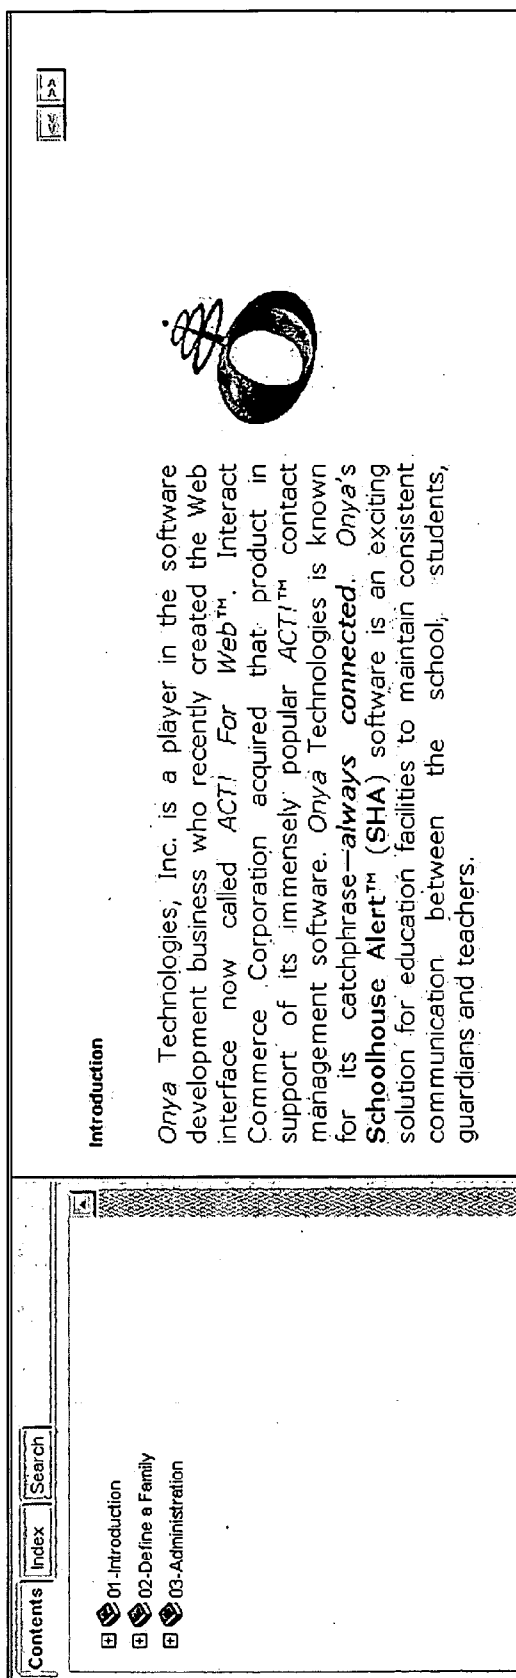 Contents Index Search
01-Introduction
02-Define a Family
03-Administration
<< >>
Introduction
Onya Technologies, Inc. is a player in the software
development business who recently created the Web
interface now called ACT! For Web™. Interact
Commerce Corporation acquired that product in
support of its immensely popular ACT!™ contact
management software. Onya Technologies is known
for its catchphrase—always connected. Onya's
Schoolhouse Alert™ (SHA) software is an exciting
solution for education facilities to maintain consistent
communication between the school, students,
guardians and teachers.